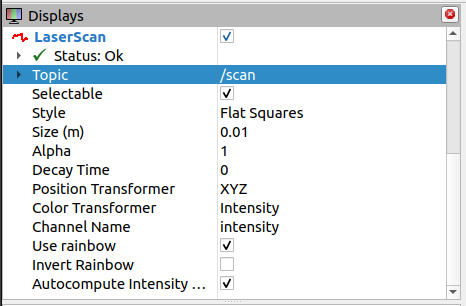 Displays
LaserScan
Status: Ok
Topic /scan
Selectable
Style Flat Squares
Size (m) 0.01
Alpha 1
Decay Time 0
Position Transformer XYZ
Color Transformer Intensity
Channel Name intensity
Use rainbow
Invert Rainbow
Autocompute Intensity ...